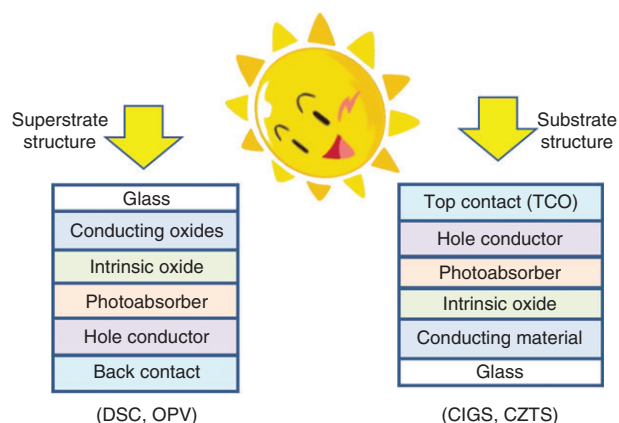 Superstrate
structure
Glass
Conducting oxides
Intrinsic oxide
Photoabsorber
Hole conductor
Back contact
(DSC, OPV)
Substrate
structure
Top contact (TCO)
Hole conductor
Photoabsorber
Intrinsic oxide
Conducting material
Glass
(CIGS, CZTS)